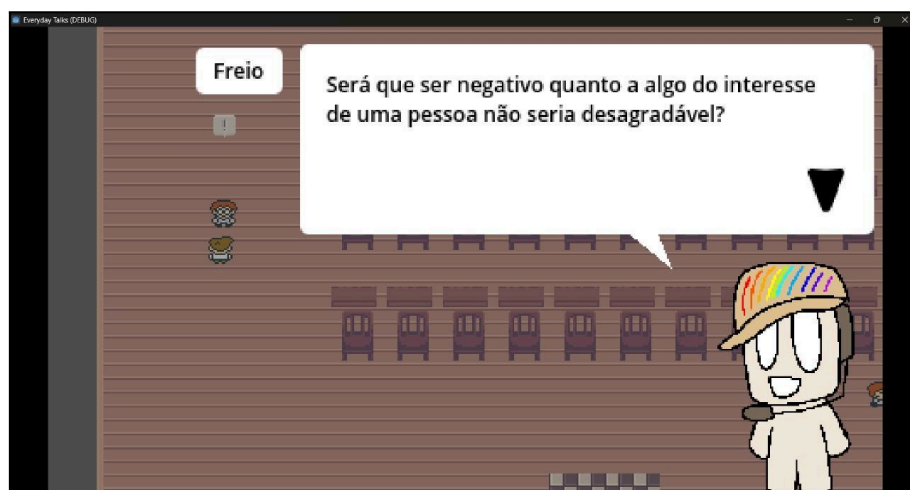 Everyday Talks (DEBUG)
Freio
Será que ser negativo quanto a algo do interesse
de uma pessoa não seria desagradável?
!